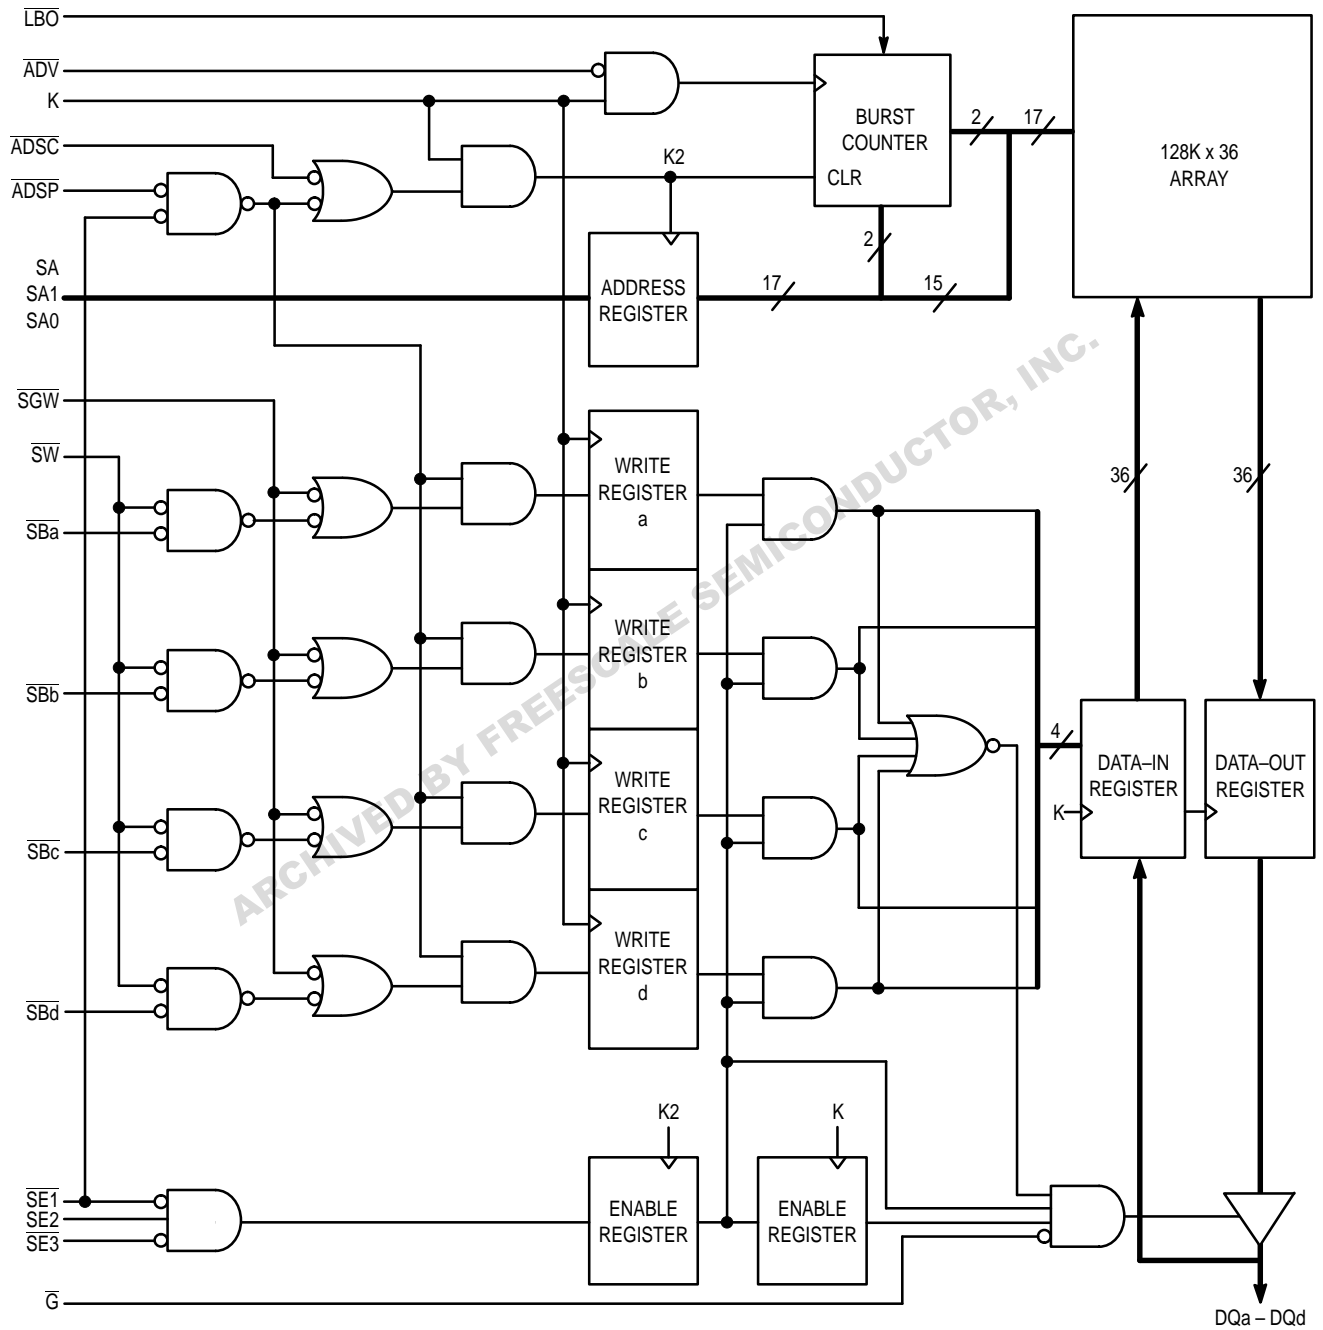 LBO
ADV
K
ADSC
ADSP
SA
SA1
SA0
SGW
SW
SBa
SBb
SBc
SBd
SE1
SE2
SE3
G
K2
BURST
COUNTER
CLR
2
17
128K x 36
ARRAY
2
ADDRESS
REGISTER
17
15
WRITE
REGISTER
a
WRITE
REGISTER
b
WRITE
REGISTER
c
WRITE
REGISTER
d
36
36
4
DATA–IN
REGISTER
K
DATA–OUT
REGISTER
K2
ENABLE
REGISTER
K
ENABLE
REGISTER
DQa – DQd
ARCHIVED BY FREESCALE SEMICONDUCTOR, INC.